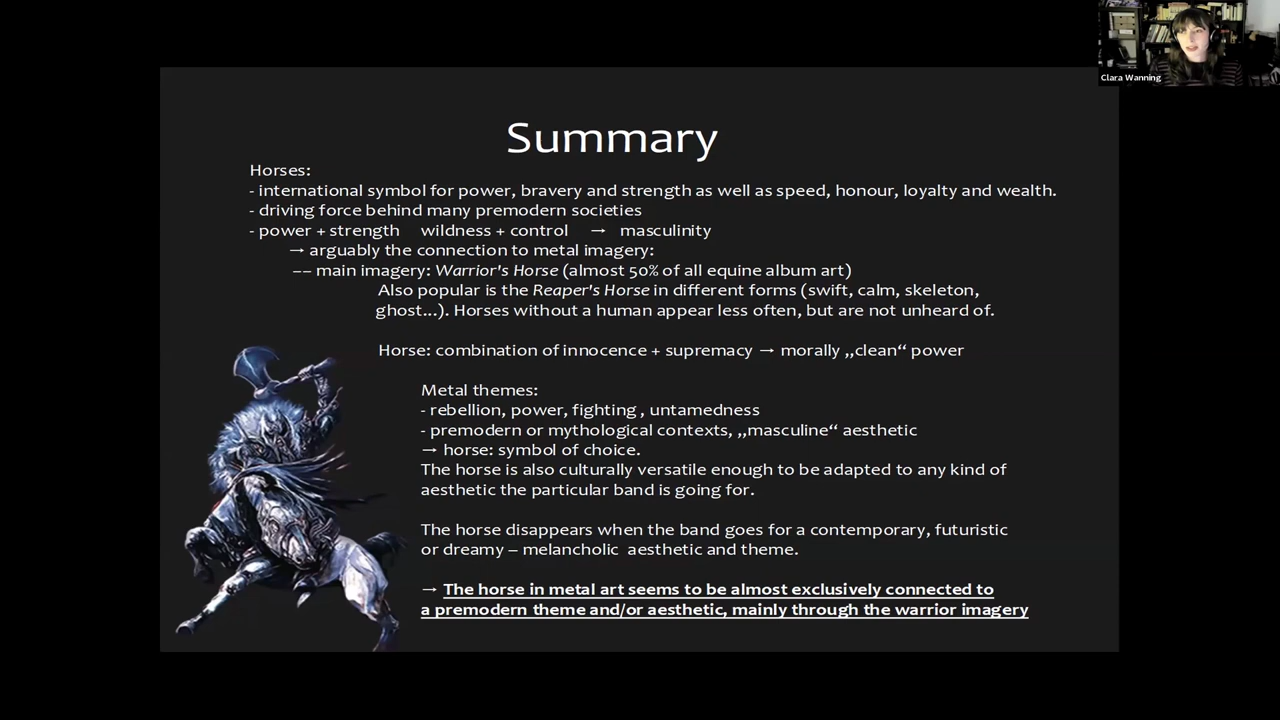 Clara Wanning
Summary
Horses:
- international symbol for power, bravery and strength as well as speed, honour, loyalty and wealth.
- driving force behind many premodern societies
- power + strength wildness + control → masculinity
→ arguably the connection to metal imagery:
–– main imagery: Warrior's Horse (almost 50% of all equine album art)
Also popular is the Reaper's Horse in different forms (swift, calm, skeleton,
ghost...). Horses without a human appear less often, but are not unheard of.
Horse: combination of innocence + supremacy → morally „clean“ power
Metal themes:
- rebellion, power, fighting , untamedness
- premodern or mythological contexts, „masculine“ aesthetic
→ horse: symbol of choice.
The horse is also culturally versatile enough to be adapted to any kind of
aesthetic the particular band is going for.
The horse disappears when the band goes for a contemporary, futuristic
or dreamy – melancholic aesthetic and theme.
→ The horse in metal art seems to be almost exclusively connected to
a premodern theme and/or aesthetic, mainly through the warrior imagery